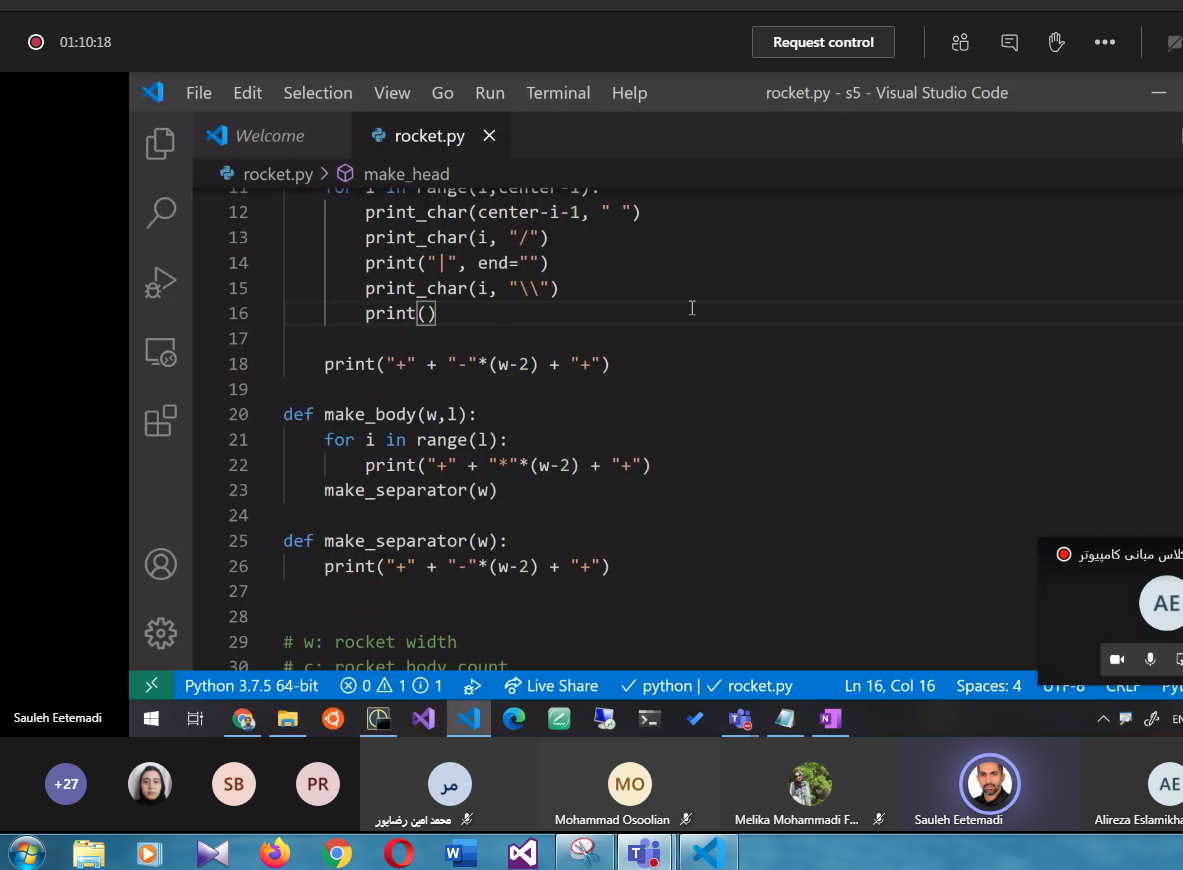 01:10:18
Request control
File Edit Selection View Go Run Terminal Help
rocket.py - s5 - Visual Studio Code
Welcome
rocket.py
rocket.py > make_head
11 for i in range(1,center-1):
12 print_char(center-i-1, " ")
13 print_char(i, "/")
14 print("|", end="")
15 print_char(i, "\\")
16 print()
17
18 print("+" + "-"*(w-2) + "+")
19
20 def make_body(w,l):
21 for i in range(l):
22 print("+" + "*"*(w-2) + "+")
23 make_separator(w)
24
25 def make_separator(w):
26 print("+" + "-"*(w-2) + "+")
27
28
29 # w: rocket width
30 # c: rocket body count
کلاس مبانی کامپیوتر
AE
Python 3.7.5 64-bit 0 1 1 Live Share python | rocket.py Ln 16, Col 16 Spaces: 4 UTF-8 CRLF
Sauleh Eetemadi
EN
+27
SB
PR
مر
MO
AE
محمد امین رضاپور
Mohammad Osoolian
Melika Mohammadi F...
Sauleh Eetemadi
Alireza